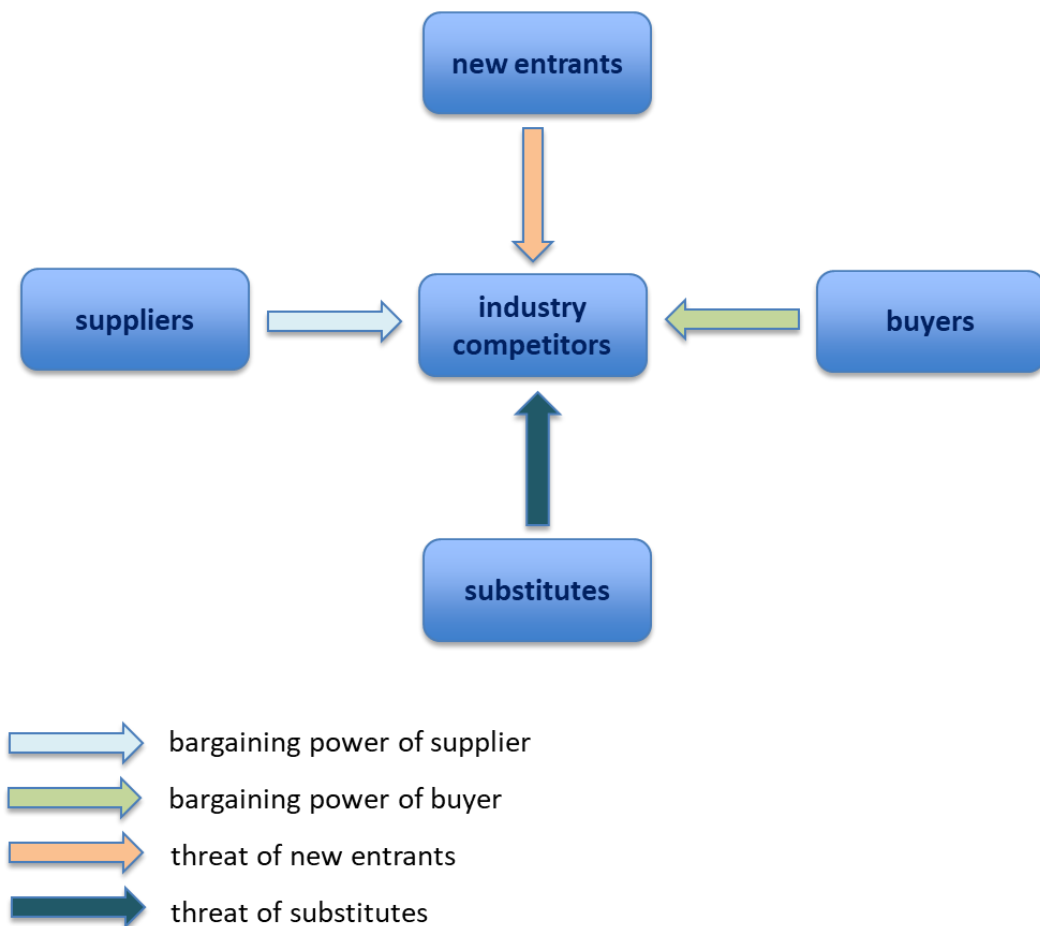 new entrants
suppliers
industry
competitors
buyers
substitutes
bargaining power of supplier
bargaining power of buyer
threat of new entrants
threat of substitutes